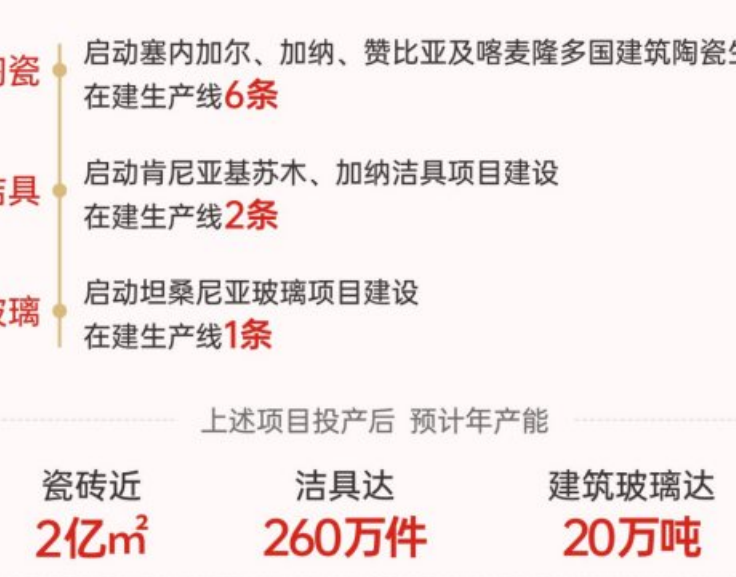 陶瓷
启动塞内加尔、加纳、赞比亚及喀麦隆多国建筑陶瓷生
在建生产线6条
洁具
启动肯尼亚基苏木、加纳洁具项目建设
在建生产线2条
玻璃
启动坦桑尼亚玻璃项目建设
在建生产线1条
上述项目投产后 预计年产能
瓷砖近
洁具达
建筑玻璃达
2亿㎡
260万件
20万吨